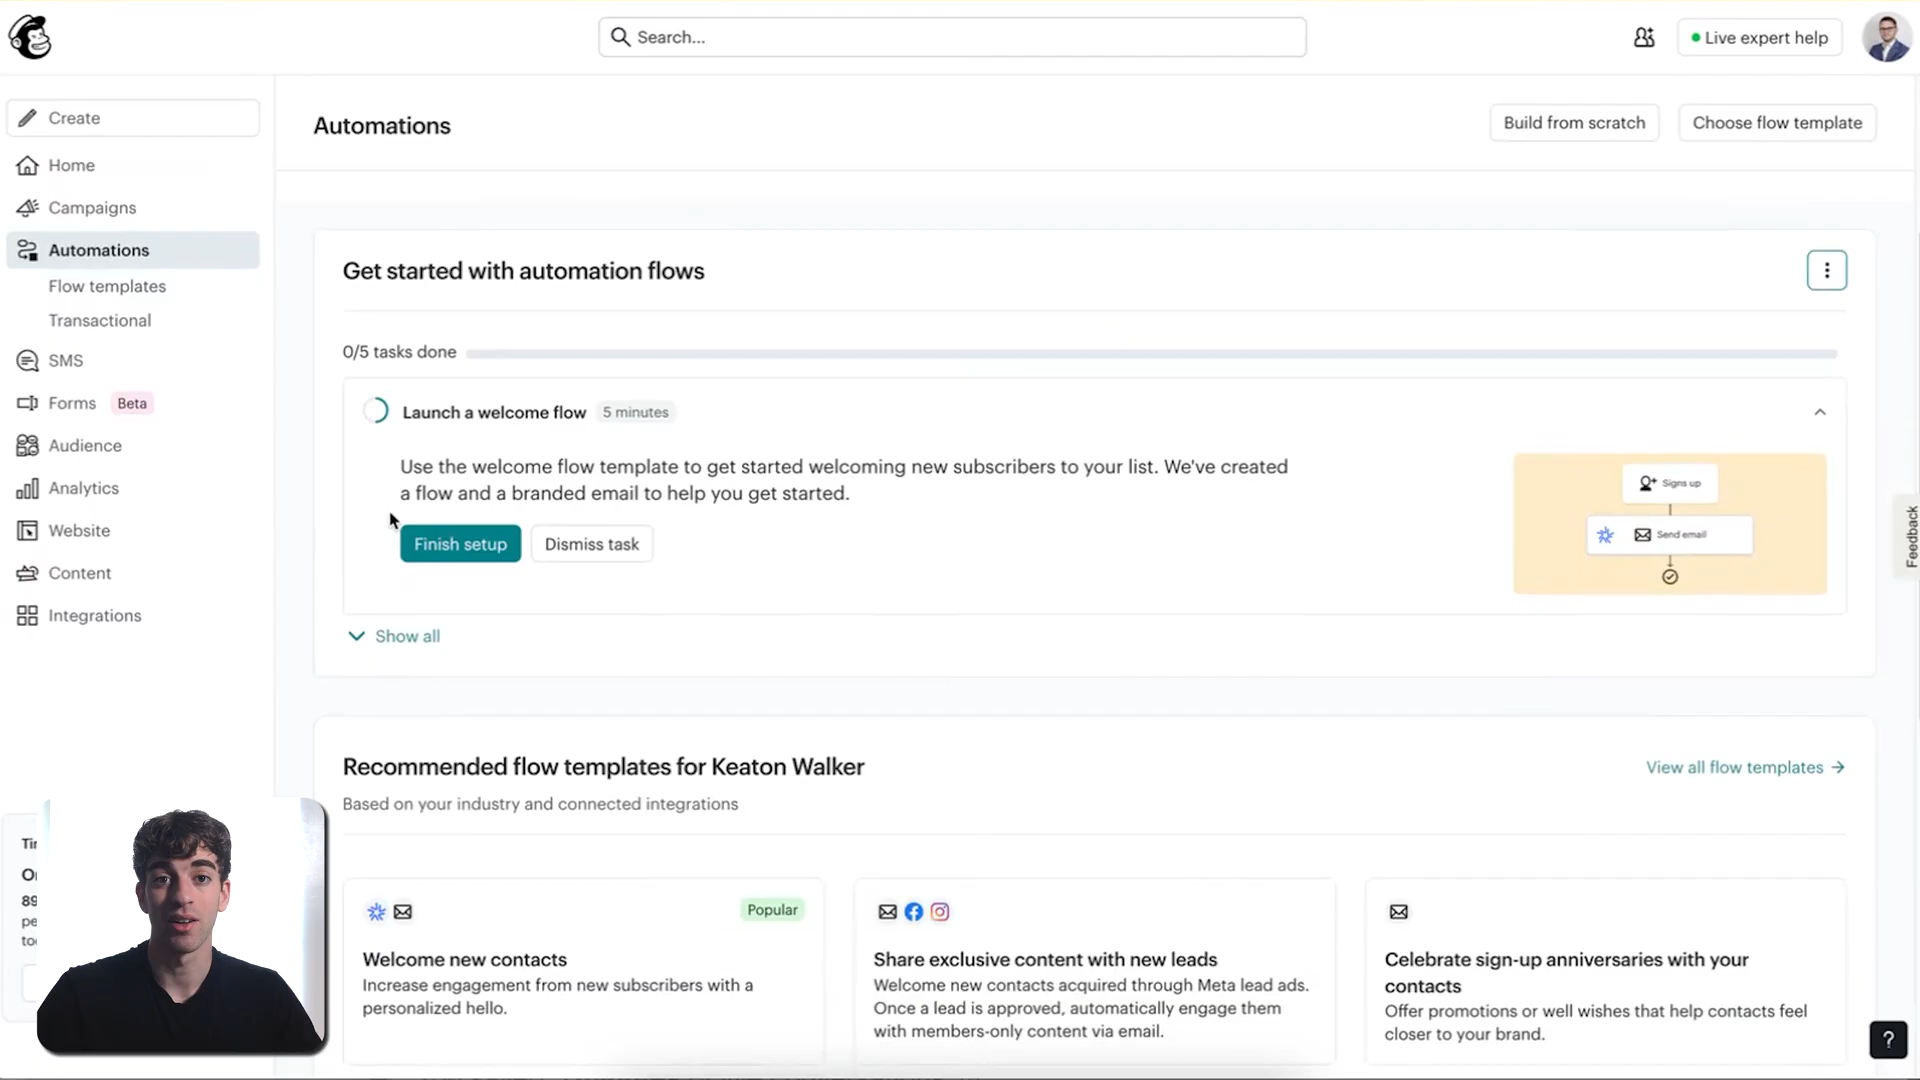 Search...
Live expert help
Create
Home
Campaigns
Automations
Flow templates
Transactional
SMS
Forms Beta
Audience
Analytics
Website
Content
Integrations
Automations
Build from scratch
Choose flow template
Get started with automation flows
0/5 tasks done
Launch a welcome flow 5 minutes
Use the welcome flow template to get started welcoming new subscribers to your list. We've created
a flow and a branded email to help you get started.
Finish setup
Dismiss task
Signs up
Send email
Show all
Feedback
Recommended flow templates for Keaton Walker
View all flow templates →
Based on your industry and connected integrations
Popular
Welcome new contacts
Increase engagement from new subscribers with a
personalized hello.
Share exclusive content with new leads
Welcome new contacts acquired through Meta lead ads.
Once a lead is approved, automatically engage them
with members-only content via email.
Celebrate sign-up anniversaries with your
contacts
Offer promotions or well wishes that help contacts feel
closer to your brand.
89
?